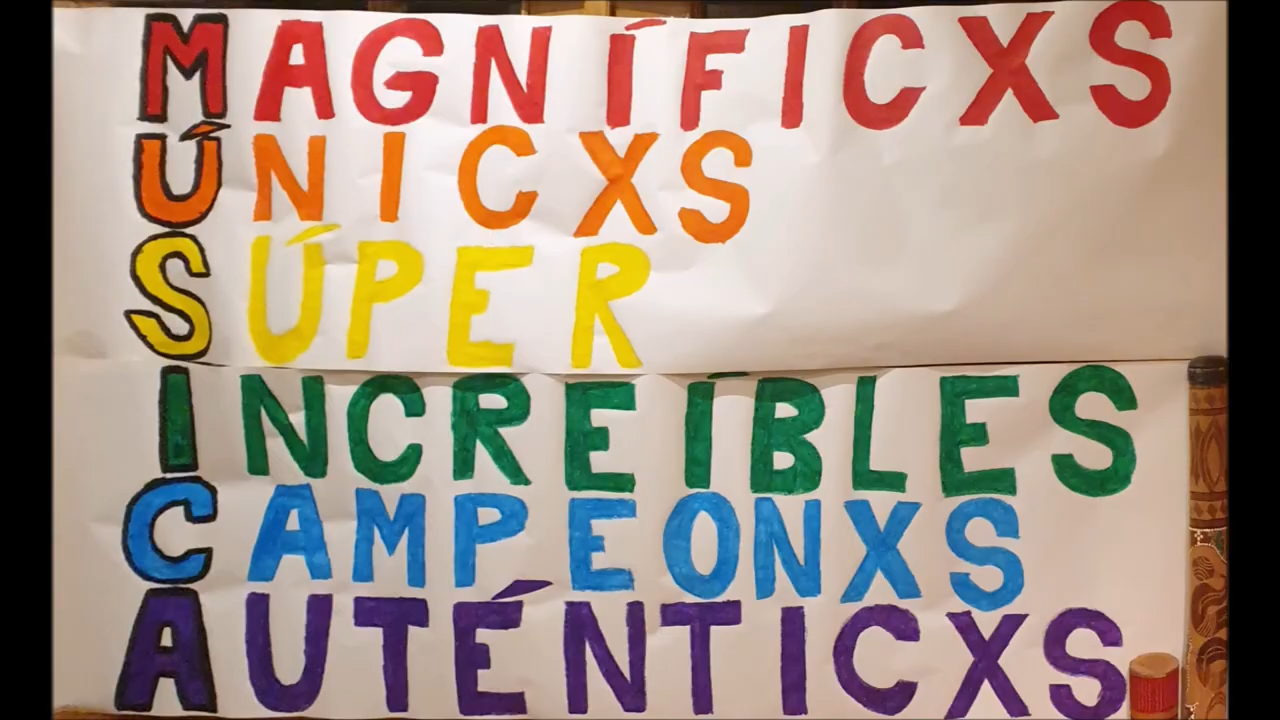 MAGNÍFICXS
ÚNICXS
SÚPER
INCREÍBLES
CAMPEONXS
AUTÉNTICXS